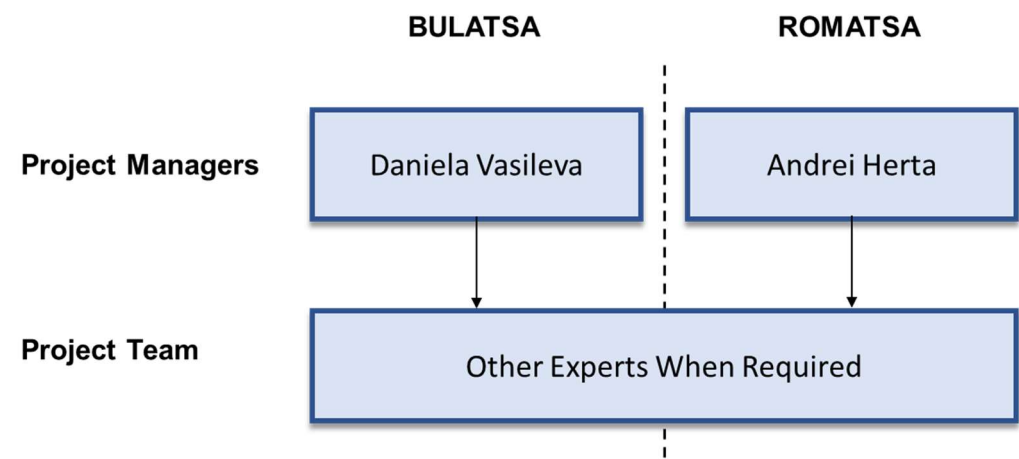 BULATSA
ROMATSA
Project Managers
Daniela Vasileva
Andrei Herta
Project Team
Other Experts When Required